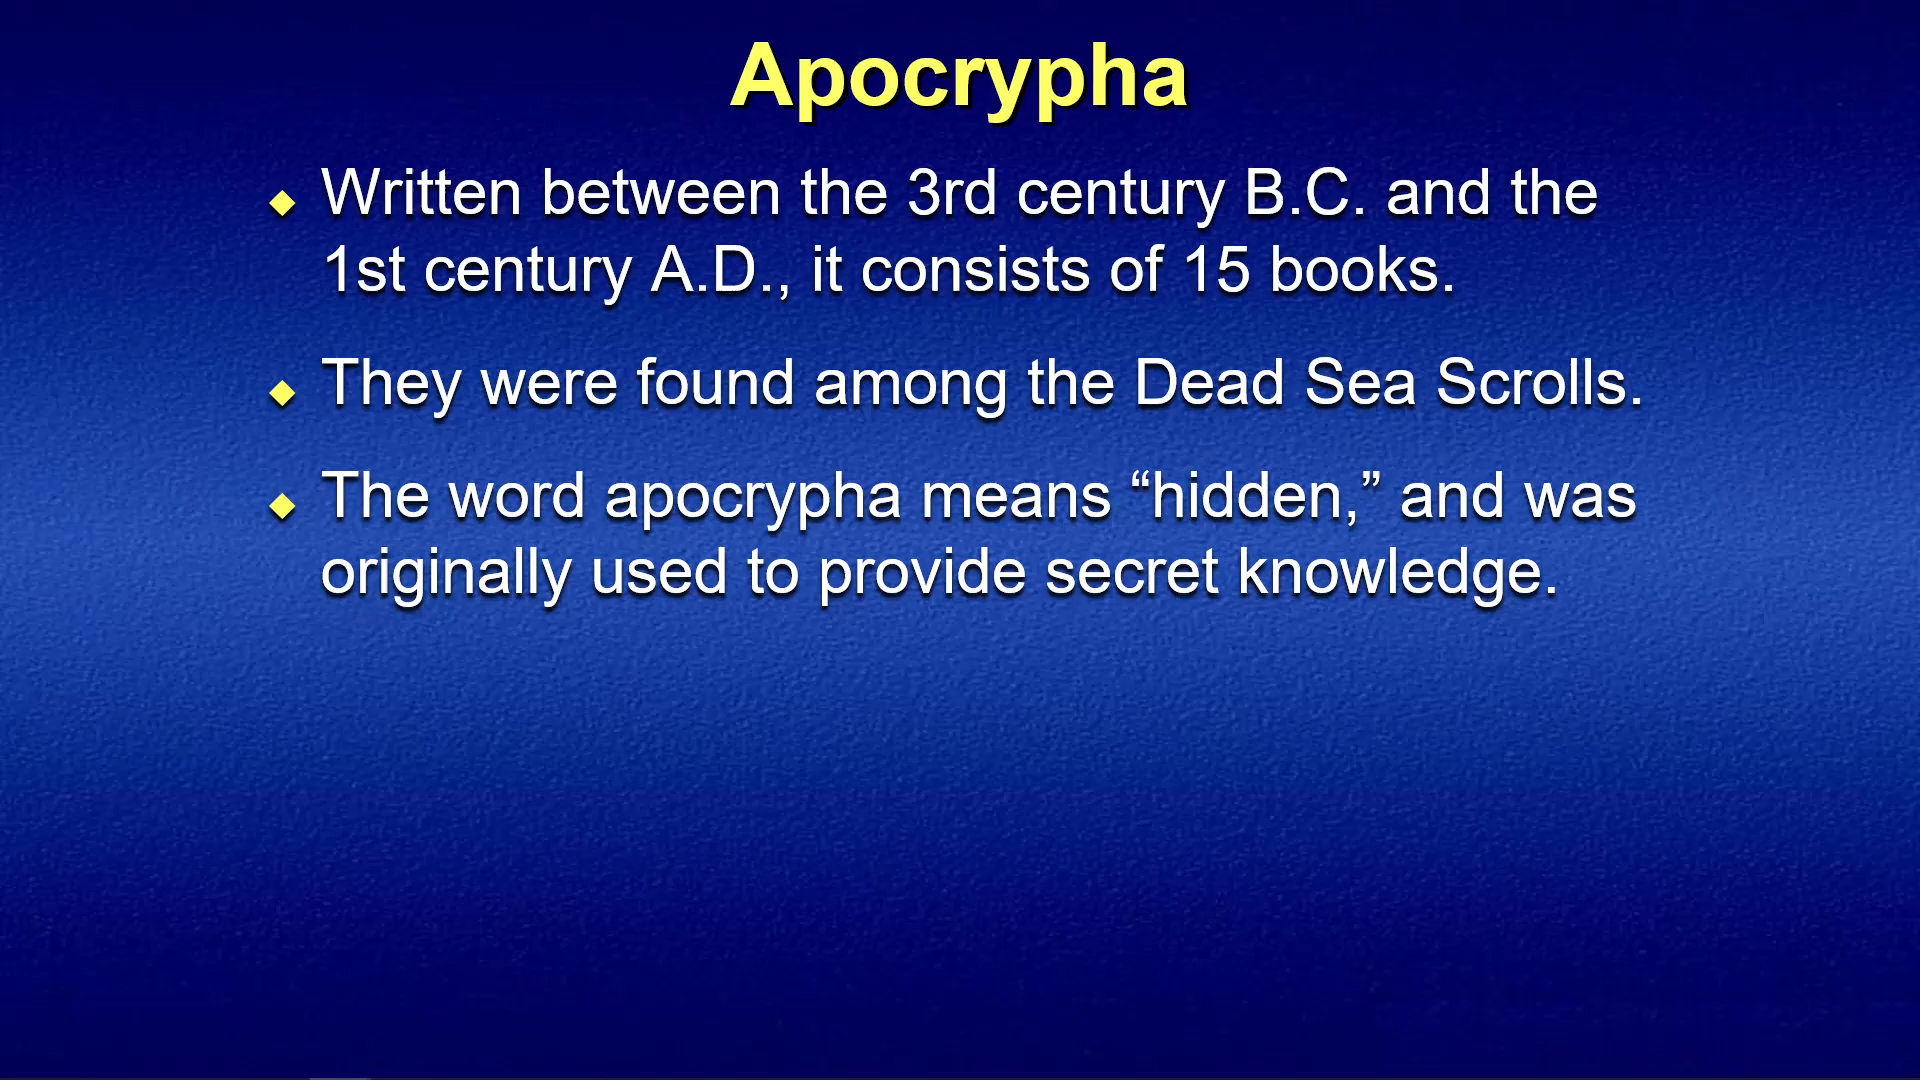 Apocrypha
Written between the 3rd century B.C. and the
1st century A.D., it consists of 15 books.
They were found among the Dead Sea Scrolls.
The word apocrypha means “hidden,” and was
originally used to provide secret knowledge.